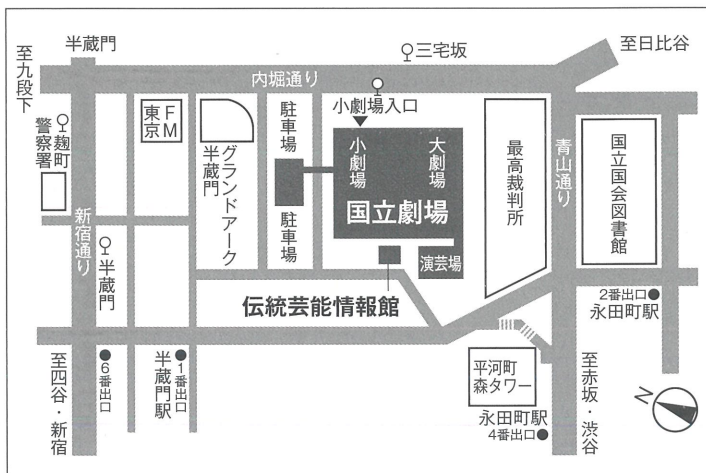 至九段下
半蔵門
内堀通り
三宅坂
至日比谷
小劇場入口
麹町
警察署
FM
東京
グランドアーク
半蔵門
駐車場
駐車場
小劇場
大劇場
国立劇場
演芸場
伝統芸能情報館
最高裁判所
青山通り
国立国会図書館
新宿通り
半蔵門
2番出口
永田町駅
至四谷・新宿
6番出口
1番出口
半蔵門駅
平河町
森タワー
永田町駅
4番出口
至赤坂・渋谷
N